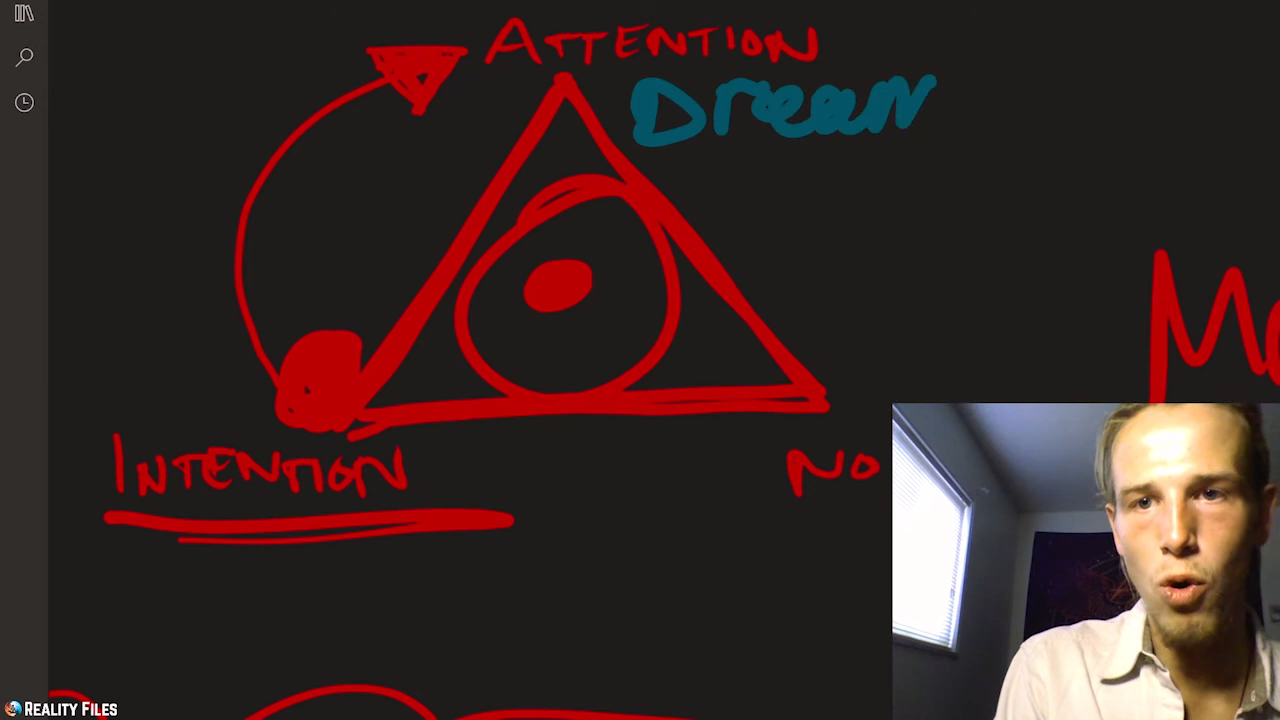 ATTENTION
Dream
INTENTION
NO
REALITY FILES